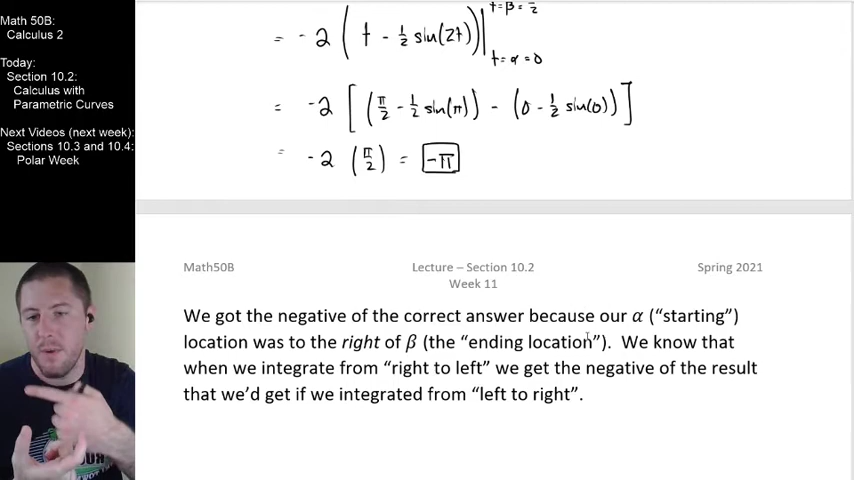 Math 50B:
Calculus 2
Today:
Section 10.2:
Calculus with
Parametric Curves
Next Videos (next week):
Sections 10.3 and 10.4:
Polar Week
t=β=π/2
= -2 ( t - 1/2 sin(2t) ) |
t=α=0
= -2 [ ( π/2 - 1/2 sin(π) ) - ( 0 - 1/2 sin(0) ) ]
= -2 ( π/2 ) = -π
Math50B Lecture – Section 10.2 Spring 2021
Week 11
We got the negative of the correct answer because our α (“starting”)
location was to the right of β (the “ending location”). We know that
when we integrate from “right to left” we get the negative of the result
that we’d get if we integrated from “left to right”.